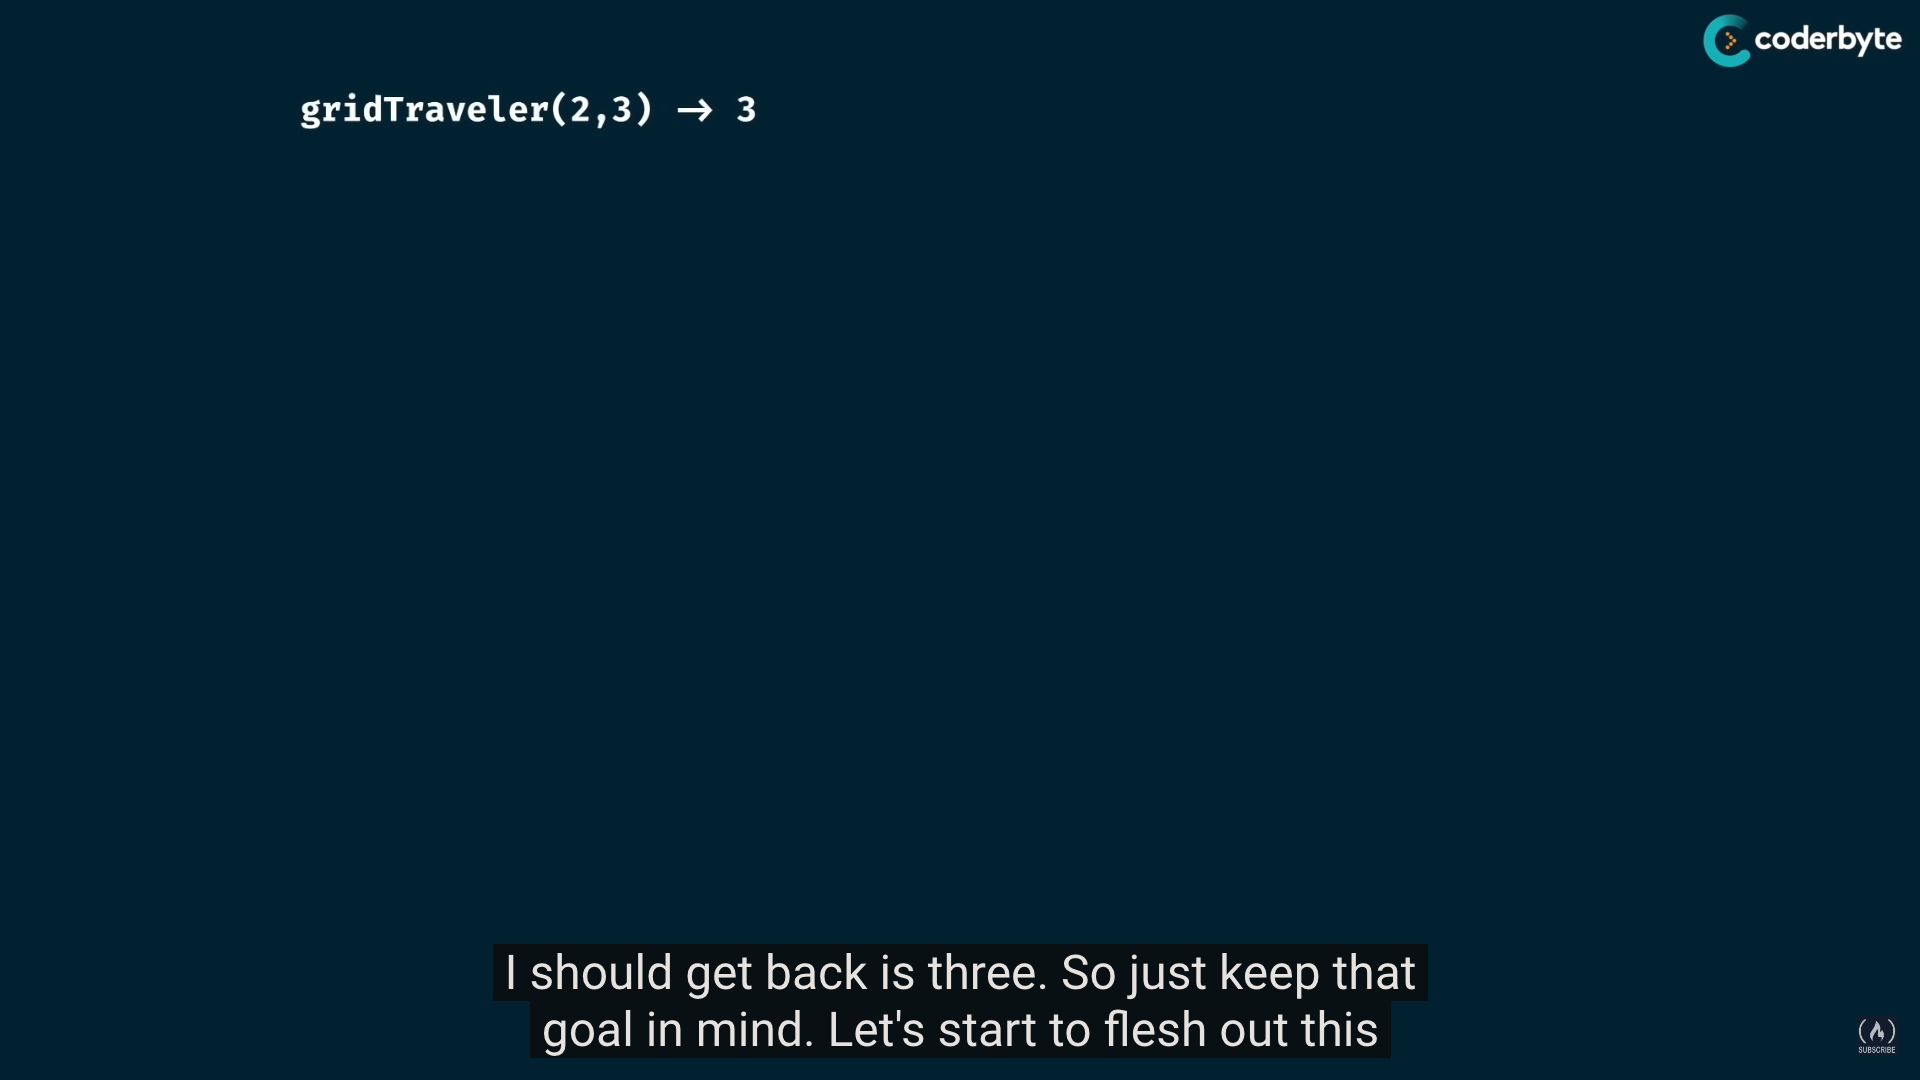 coderbyte
gridTraveler(2,3) → 3
I should get back is three. So just keep that
goal in mind. Let's start to flesh out this
SUBSCRIBE